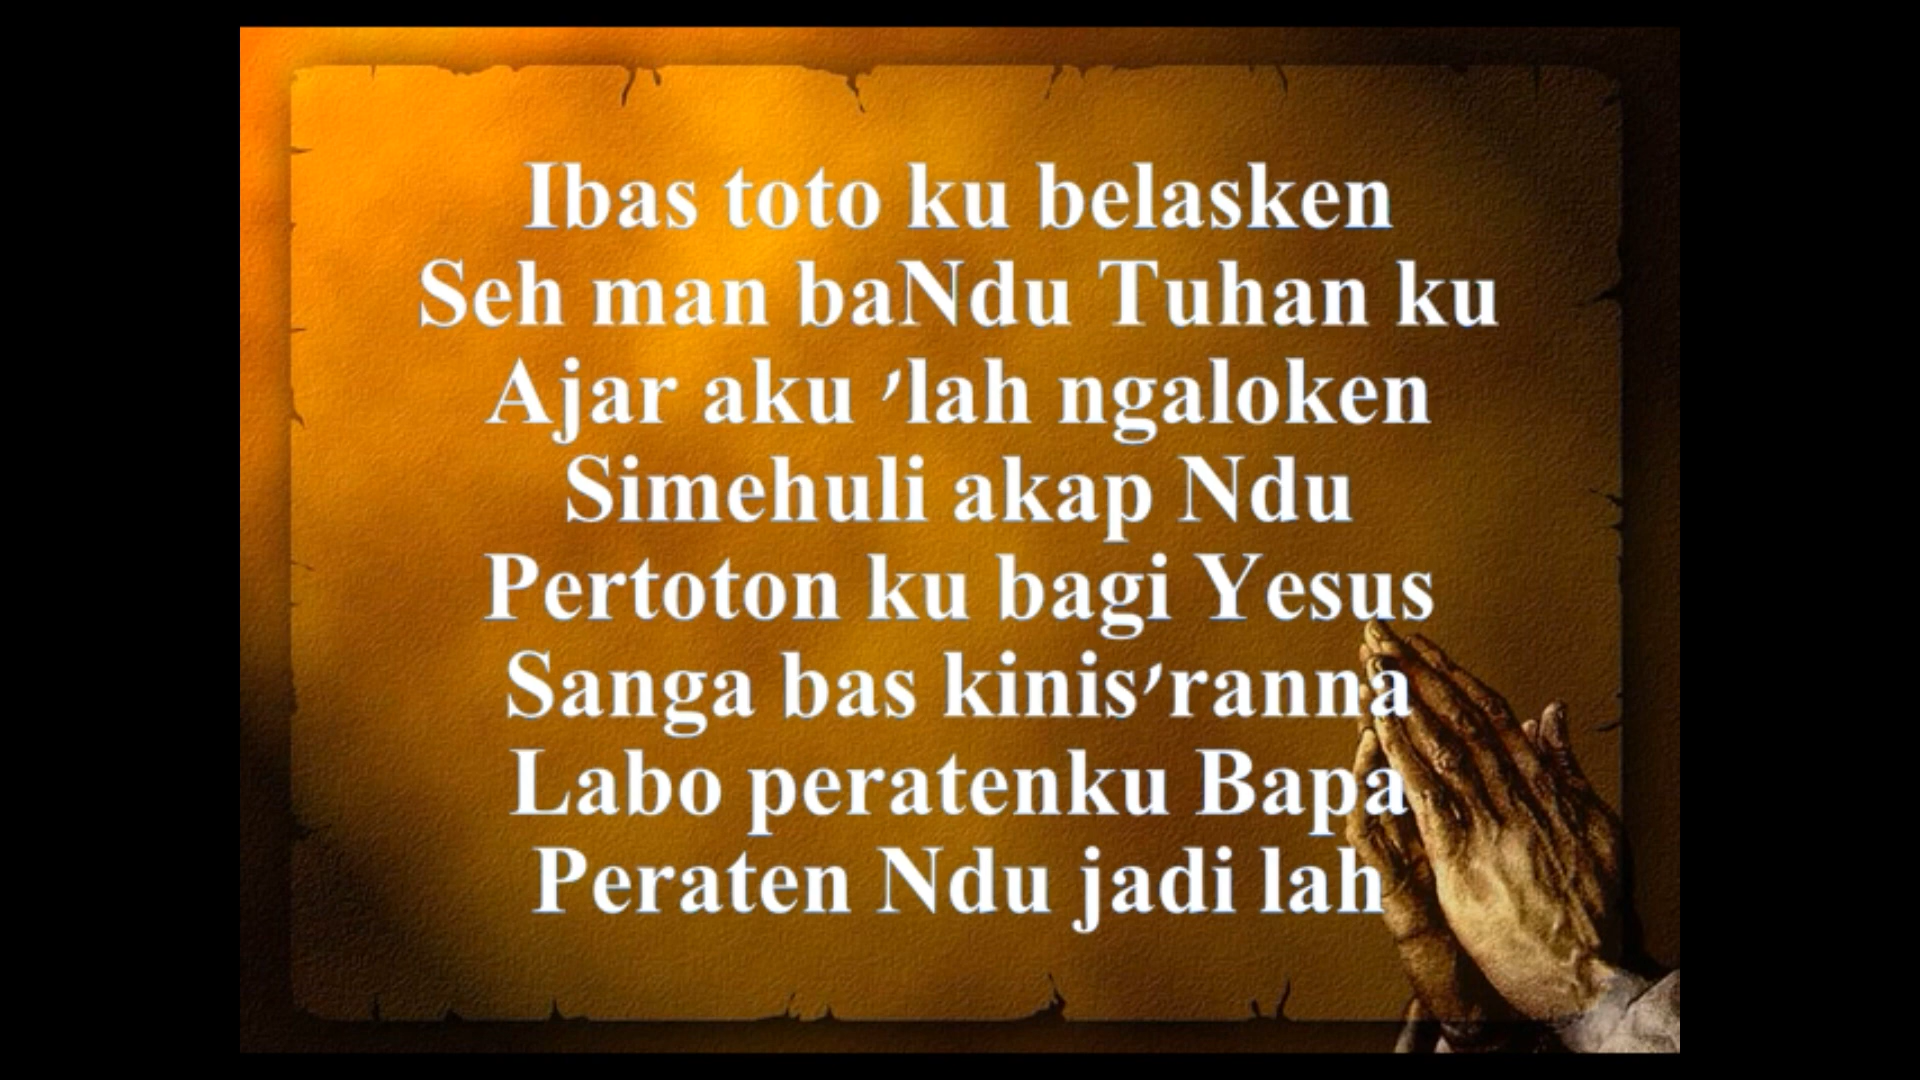 Ibas toto ku belasken
Seh man baNdu Tuhan ku
Ajar aku 'lah ngaloken
Simehuli akap Ndu
Pertoton ku bagi Yesus
Sanga bas kinis'ranna
Labo peratenku Bapa
Peraten Ndu jadi lah